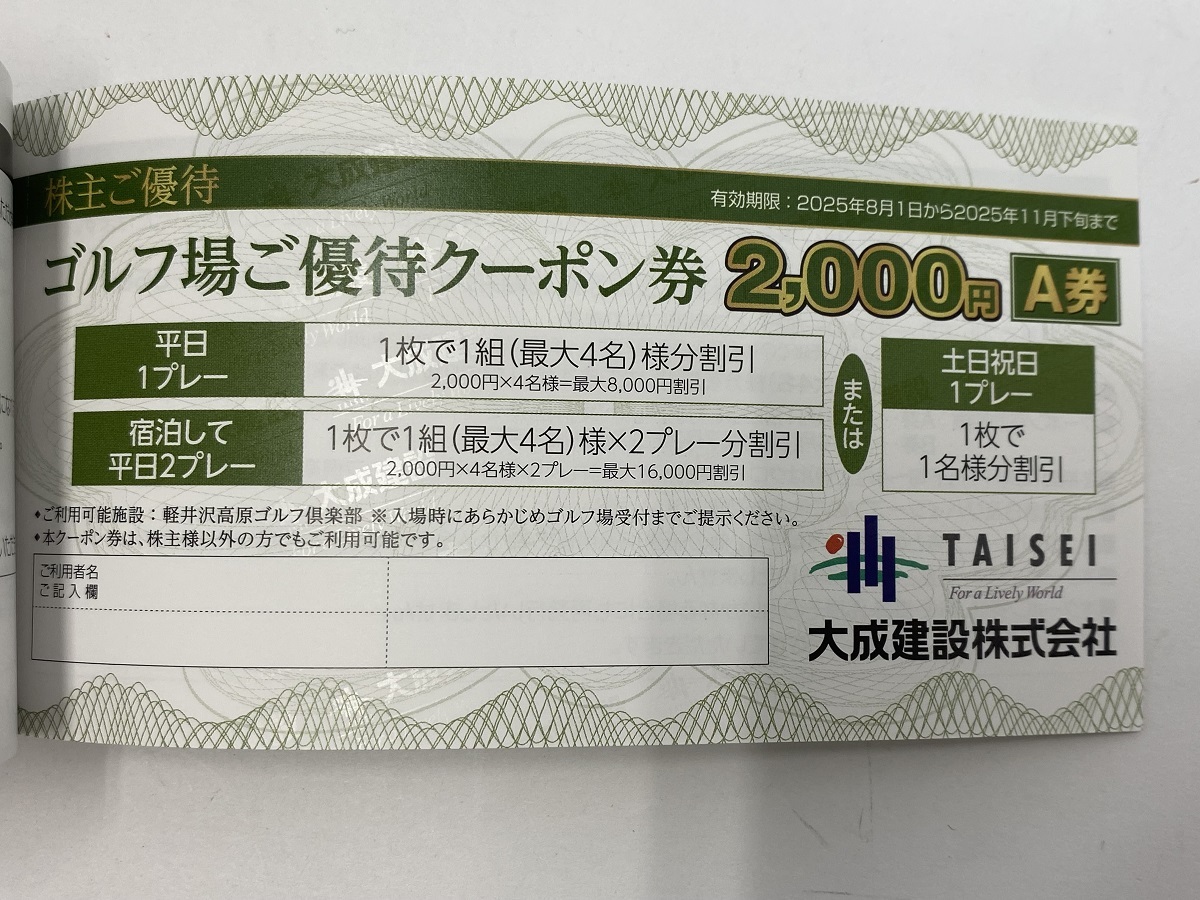 株主ご優待
有効期限：2025年8月1日から2025年11月下旬まで
ゴルフ場ご優待クーポン券 2,000円 A券
平日
1プレー
1枚で1組（最大4名）様分割引
2,000円×4名様=最大8,000円割引
宿泊して
平日2プレー
1枚で1組（最大4名）様×2プレー分割引
2,000円×4名様×2プレー=最大16,000円割引
または
土日祝日
1プレー
1枚で
1名様分割引
◆ご利用可能施設：軽井沢高原ゴルフ倶楽部 ※入場時にあらかじめゴルフ場受付までご提示ください。
◆本クーポン券は、株主様以外の方でもご利用可能です。
ご利用者名
ご記入欄
TAISEI
For a Lively World
大成建設株式会社
大成建設
For a Lively World
大成建設